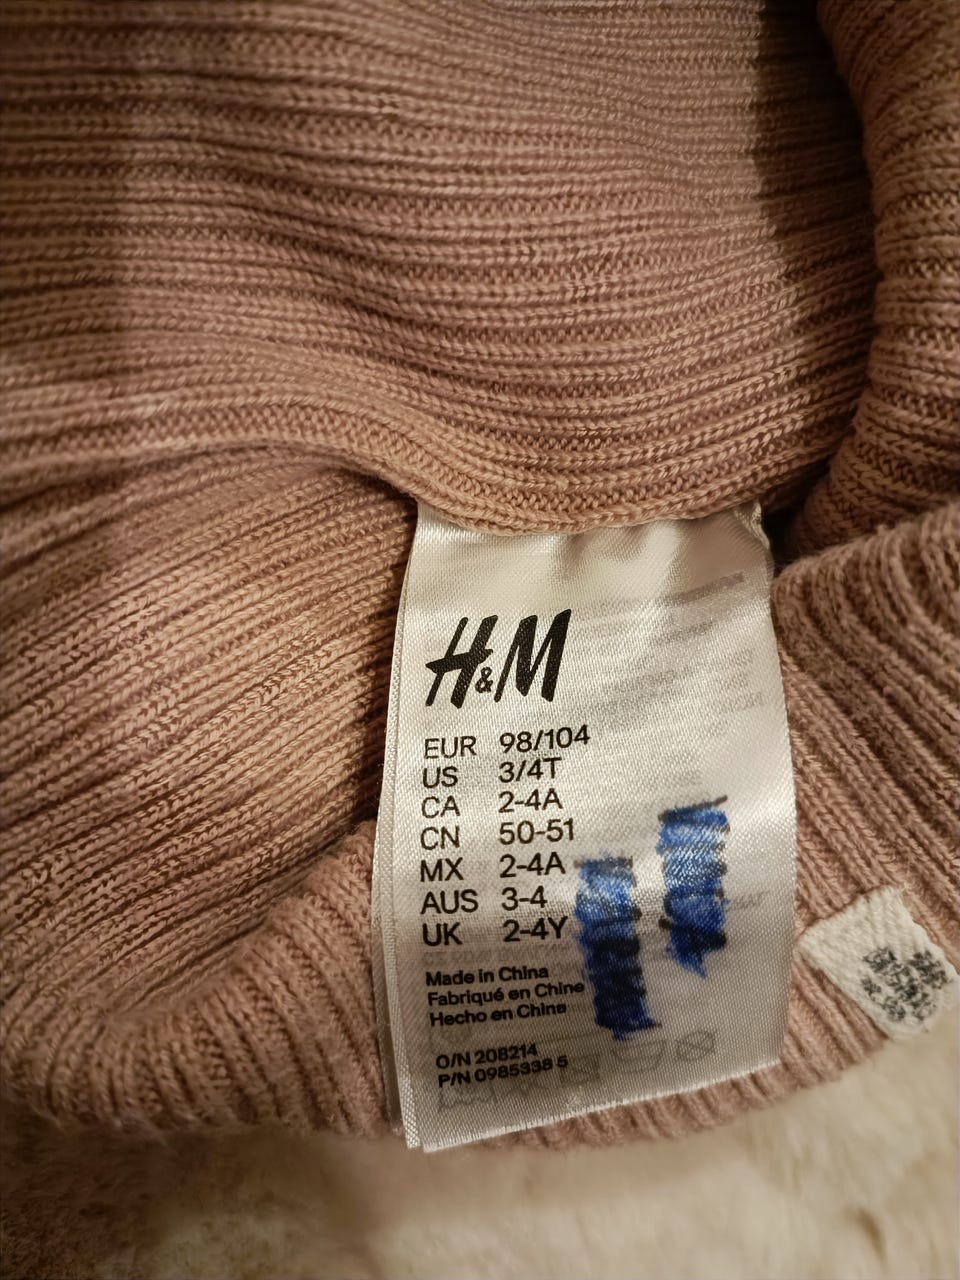 H&M
EUR 98/104
US 3/4T
CA 2-4A
CN 50-51
MX 2-4A
AUS 3-4
UK 2-4Y
Made in China
Fabriqué en Chine
Hecho en China
O/N 208214
P/N 0985338 5